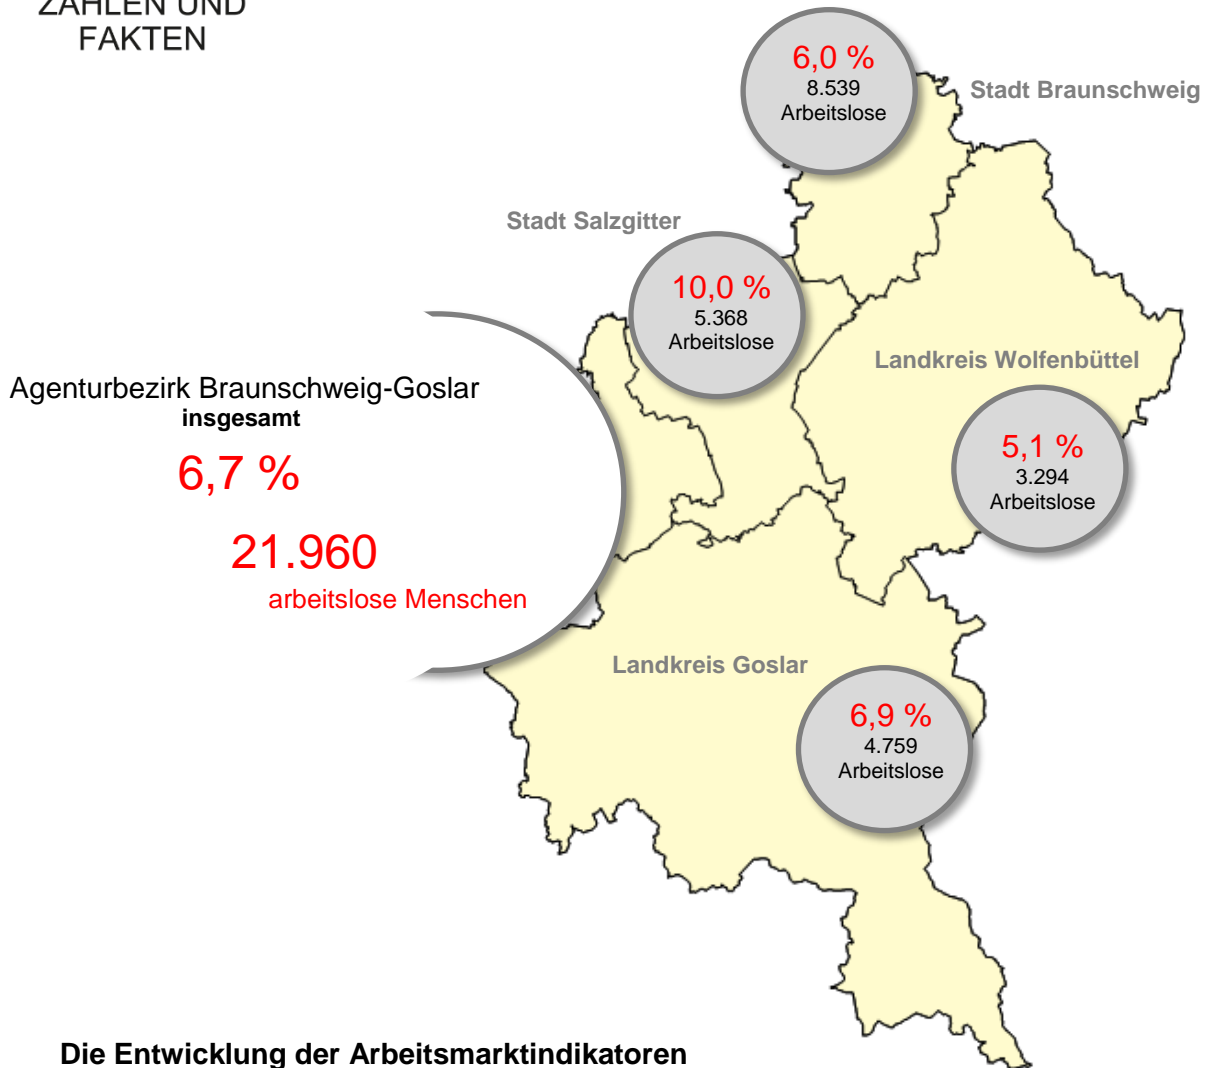 ZAHLEN UND
FAKTEN
6,0 %
8.539
Arbeitslose
Stadt Braunschweig
Stadt Salzgitter
10,0 %
5.368
Arbeitslose
Landkreis Wolfenbüttel
5,1 %
3.294
Arbeitslose
Agenturbezirk Braunschweig-Goslar
insgesamt
6,7 %
21.960
arbeitslose Menschen
Landkreis Goslar
6,9 %
4.759
Arbeitslose
Die Entwicklung der Arbeitsmarktindikatoren